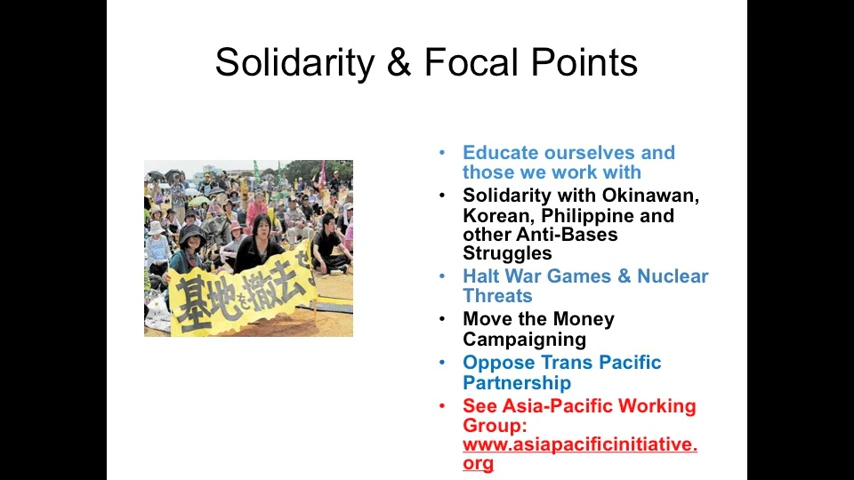 Solidarity & Focal Points
• Educate ourselves and
those we work with
• Solidarity with Okinawan,
Korean, Philippine and
other Anti-Bases
Struggles
• Halt War Games & Nuclear
Threats
• Move the Money
Campaigning
• Oppose Trans Pacific
Partnership
• See Asia-Pacific Working
Group:
www.asiapacificinitiative.
org
基地を撤去